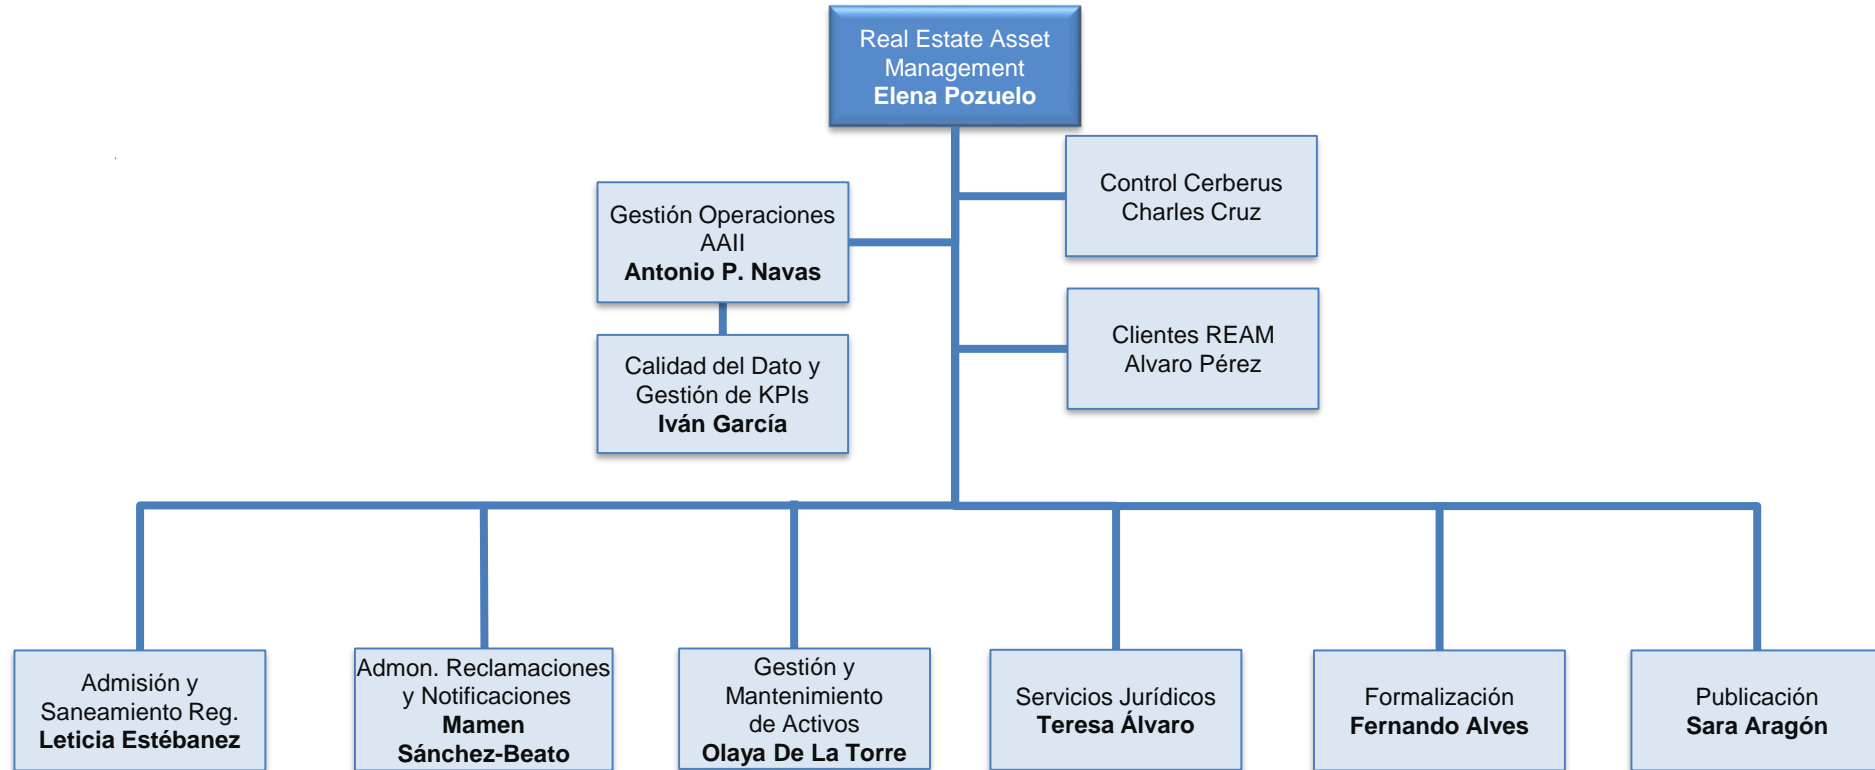 Real Estate Asset
Management
Elena Pozuelo
Control Cerberus
Charles Cruz
Gestión Operaciones
AAII
Antonio P. Navas
Clientes REAM
Alvaro Pérez
Calidad del Dato y
Gestión de KPIs
Iván García
Admisión y
Saneamiento Reg.
Leticia Estébanez
Admon. Reclamaciones
y Notificaciones
Mamen
Sánchez-Beato
Gestión y
Mantenimiento
de Activos
Olaya De La Torre
Servicios Jurídicos
Teresa Álvaro
Formalización
Fernando Alves
Publicación
Sara Aragón